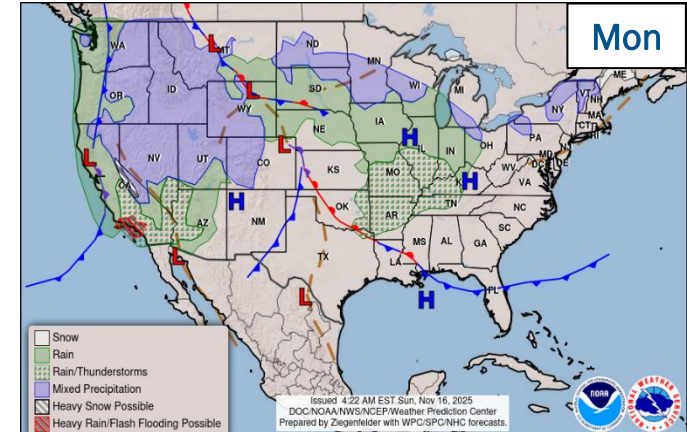 Mon
WA
MT
ND
MN
ME
OR
ID
SD
WI
MI
VT
NH
NY
WY
MA
CT
RI
IA
NE
PA
NV
UT
CO
IL
IN
OH
MD
DE
DC
CA
KS
MO
WV
VA
K
AZ
NM
OK
TN
NC
AR
SC
MS
AL
GA
TX
LA
FL
L
L
L
L
L
L
H
H
H
H
Snow
Rain
Rain/Thunderstorms
Mixed Precipitation
Heavy Snow Possible
Heavy Rain/Flash Flooding Possible
Issued 4:22 AM EST Sun, Nov 16, 2025
DOC/NOAA/NWS/NCEP/Weather Prediction Center
Prepared by Ziegenfelder with WPC/SPC/NHC forecasts.
NOAA
NATIONAL WEATHER SERVICE